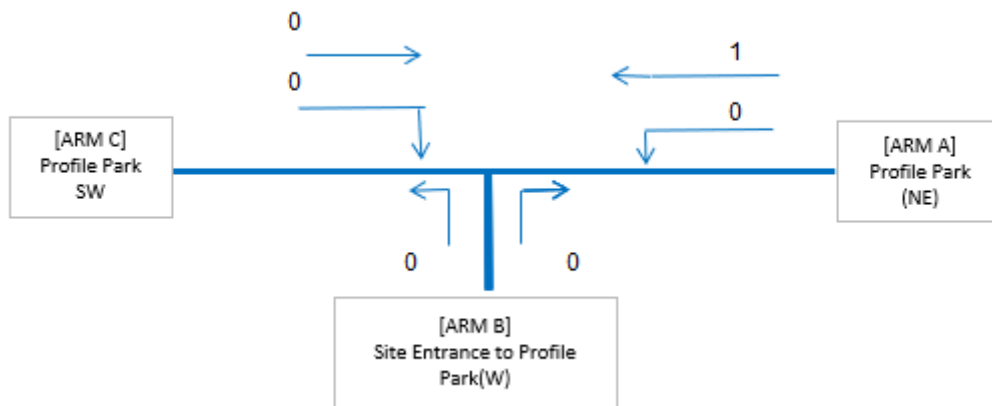 0
1
0
0
[ARM C]
Profile Park
SW
[ARM A]
Profile Park
(NE)
0
0
[ARM B]
Site Entrance to Profile
Park(W)